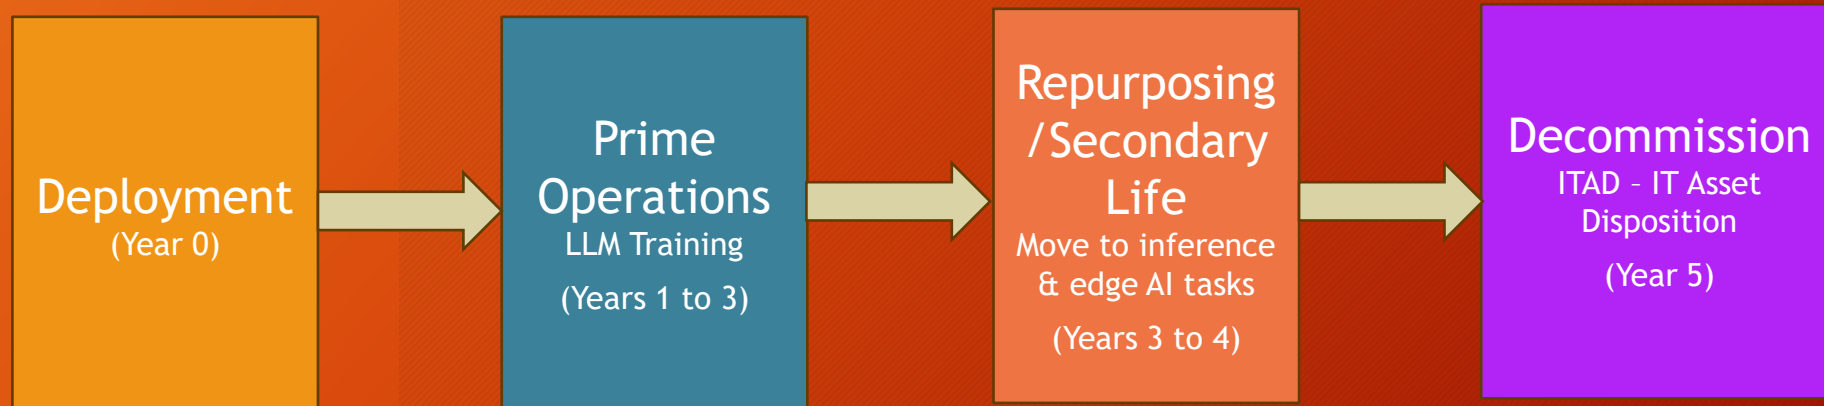 Deployment
(Year 0)
Prime
Operations
LLM Training
(Years 1 to 3)
Repurposing
/Secondary
Life
Move to inference
& edge AI tasks
(Years 3 to 4)
Decommission
ITAD – IT Asset
Disposition
(Year 5)